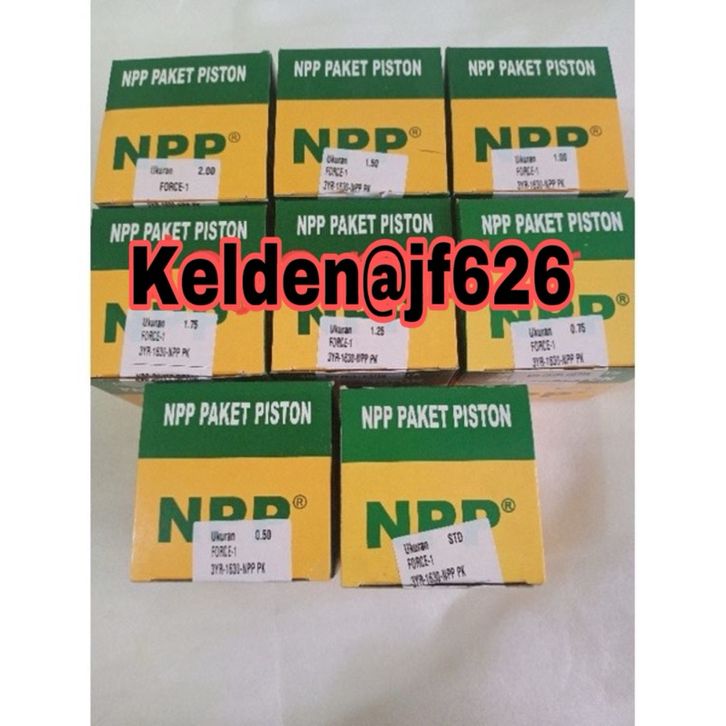 NPP PAKET PISTON
NPP®
Ukuran 2.00
FORCE-1
NPP PAKET PISTON
NPP®
Ukuran 1.50
FORCE-1
3YR-1630-NPP PK
NPP PAKET PISTON
NPP®
Ukuran 1.00
FORCE-1
3YR-1630-NPP PK
NPP PAKET PISTON
NPP PAKET PISTON
NPP PAKET PISTON
Kelden@jf626
Ukuran 1.75
FORCE-1
3YR-1630-NPP PK
Ukuran 1.25
FORCE-1
3YR-1630-NPP PK
Ukuran 0.75
FORCE-1
3YR-1630-NPP PK
NPP PAKET PISTON
NPP®
Ukuran 0.50
FORCE-1
3YR-1630-NPP PK
NPP PAKET PISTON
NPP®
Ukuran STD
FORCE-1
3YR-1630-NPP PK